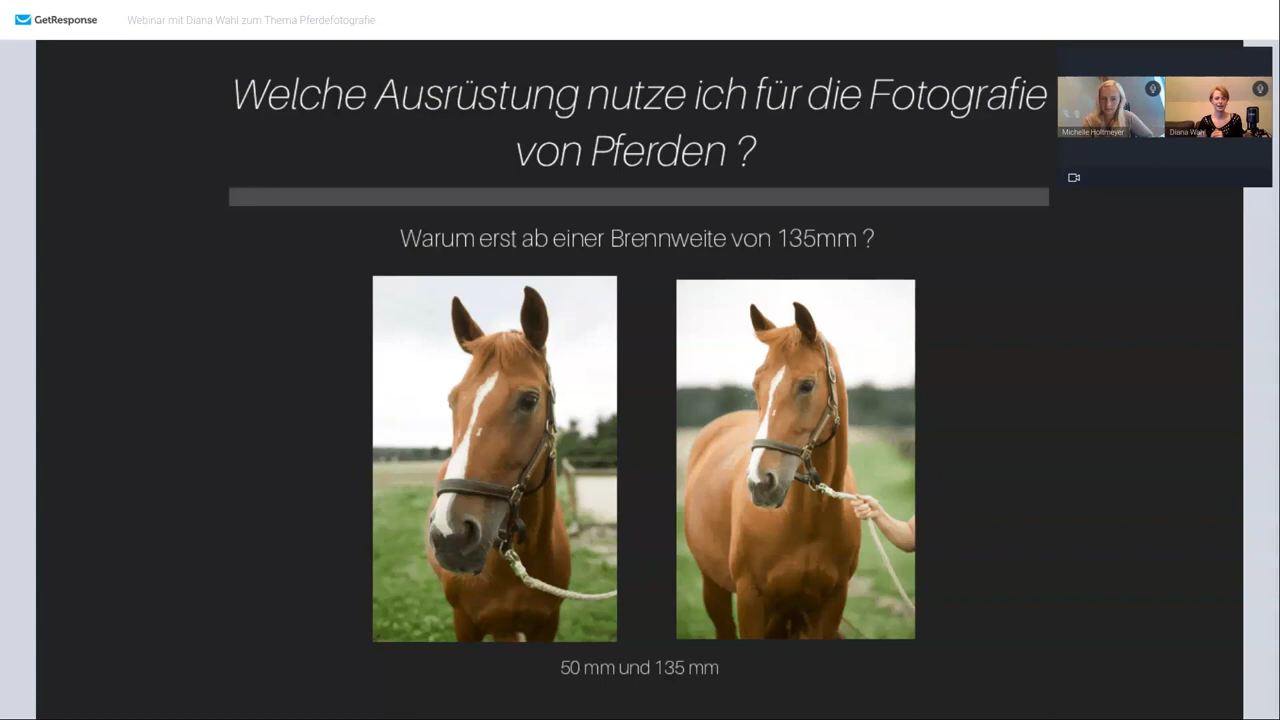 GetResponse
Webinar mit Diana Wahl zum Thema Pferdefotografie
Welche Ausrüstung nutze ich für die Fotografie
von Pferden ?
Michelle Holtmeyer
Diana Wahl
Warum erst ab einer Brennweite von 135mm ?
50 mm und 135 mm